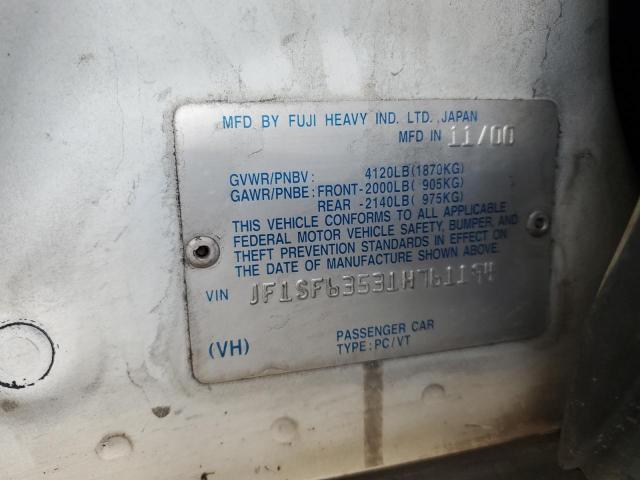 MFD BY FUJI HEAVY IND. LTD. JAPAN
MFD IN 11/00
GVWR/PNBV: 4120LB(1870KG)
GAWR/PNBE: FRONT-2000LB( 905KG)
REAR -2140LB( 975KG)
THIS VEHICLE CONFORMS TO ALL APPLICABLE
FEDERAL MOTOR VEHICLE SAFETY, BUMPER, AND
THEFT PREVENTION STANDARDS IN EFFECT ON
THE DATE OF MANUFACTURE SHOWN ABOVE.
VIN JF1SF63531H761194
(VH) PASSENGER CAR
TYPE: PC/VT